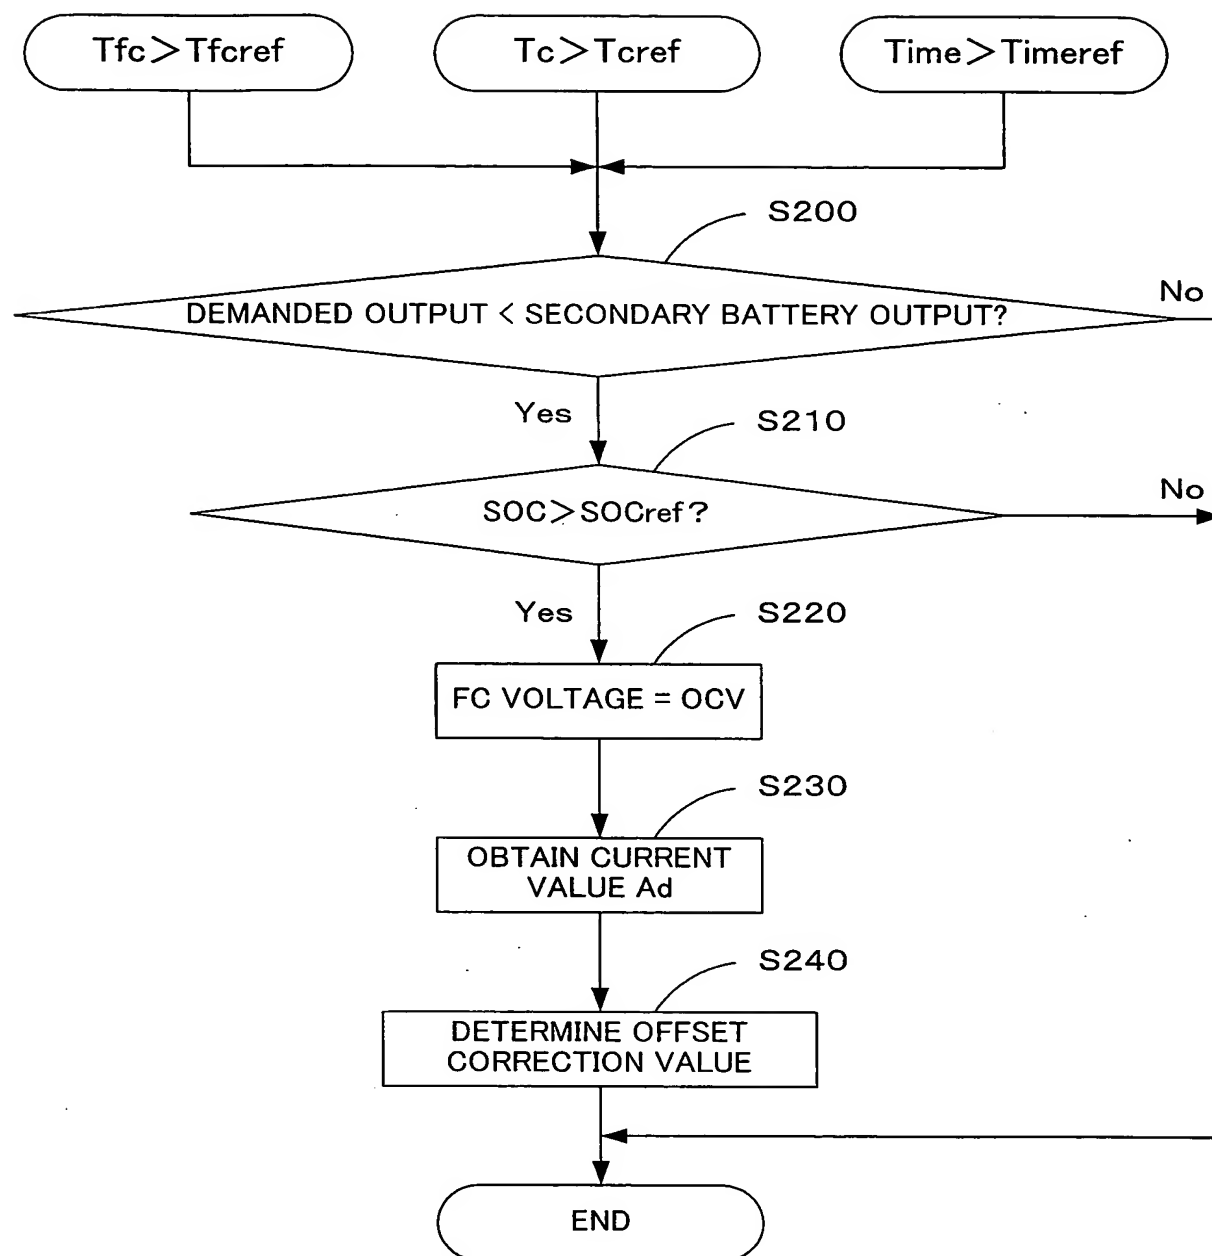 Tfc>Tfcref
Tc>Tcref
Time>Timeref
S200
DEMANDED OUTPUT < SECONDARY BATTERY OUTPUT?
No
Yes
S210
SOC>SOCref?
No
Yes
S220
FC VOLTAGE = OCV
S230
OBTAIN CURRENT
VALUE Ad
S240
DETERMINE OFFSET
CORRECTION VALUE
END